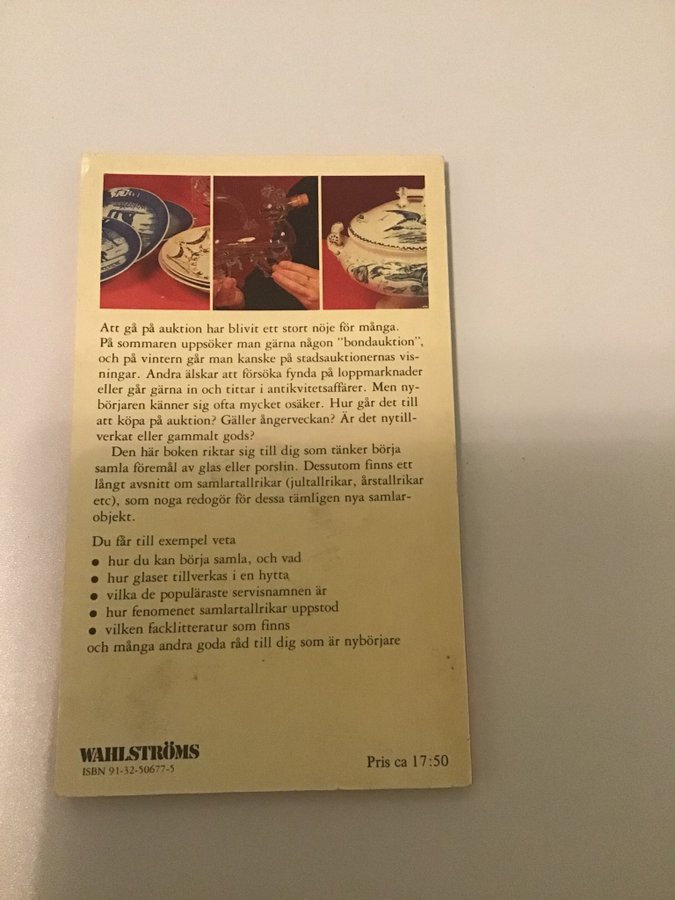 Att gå på auktion har blivit ett stort nöje för många.
På sommaren uppsöker man gärna någon "bondauktion",
och på vintern går man kanske på stadsauktionernas vis-
ningar. Andra älskar att försöka fynda på loppmarknader
eller går gärna in och tittar i antikvitetsaffärer. Men ny-
börjaren känner sig ofta mycket osäker. Hur går det till
att köpa på auktion? Gäller ångerveckan? Är det nytill-
verkat eller gammalt gods?
Den här boken riktar sig till dig som tänker börja
samla föremål av glas eller porslin. Dessutom finns ett
långt avsnitt om samlartallrikar (jultallrikar, årstallrikar
etc), som noga redogör för dessa tämligen nya samlar-
objekt.
Du får till exempel veta
● hur du kan börja samla, och vad
● hur glaset tillverkas i en hytta
● vilka de populäraste servisnamnen är
● hur fenomenet samlartallrikar uppstod
● vilken facklitteratur som finns
och många andra goda råd till dig som är nybörjare
WAHLSTRÖMS
ISBN 91-32-50677-5
Pris ca 17:50